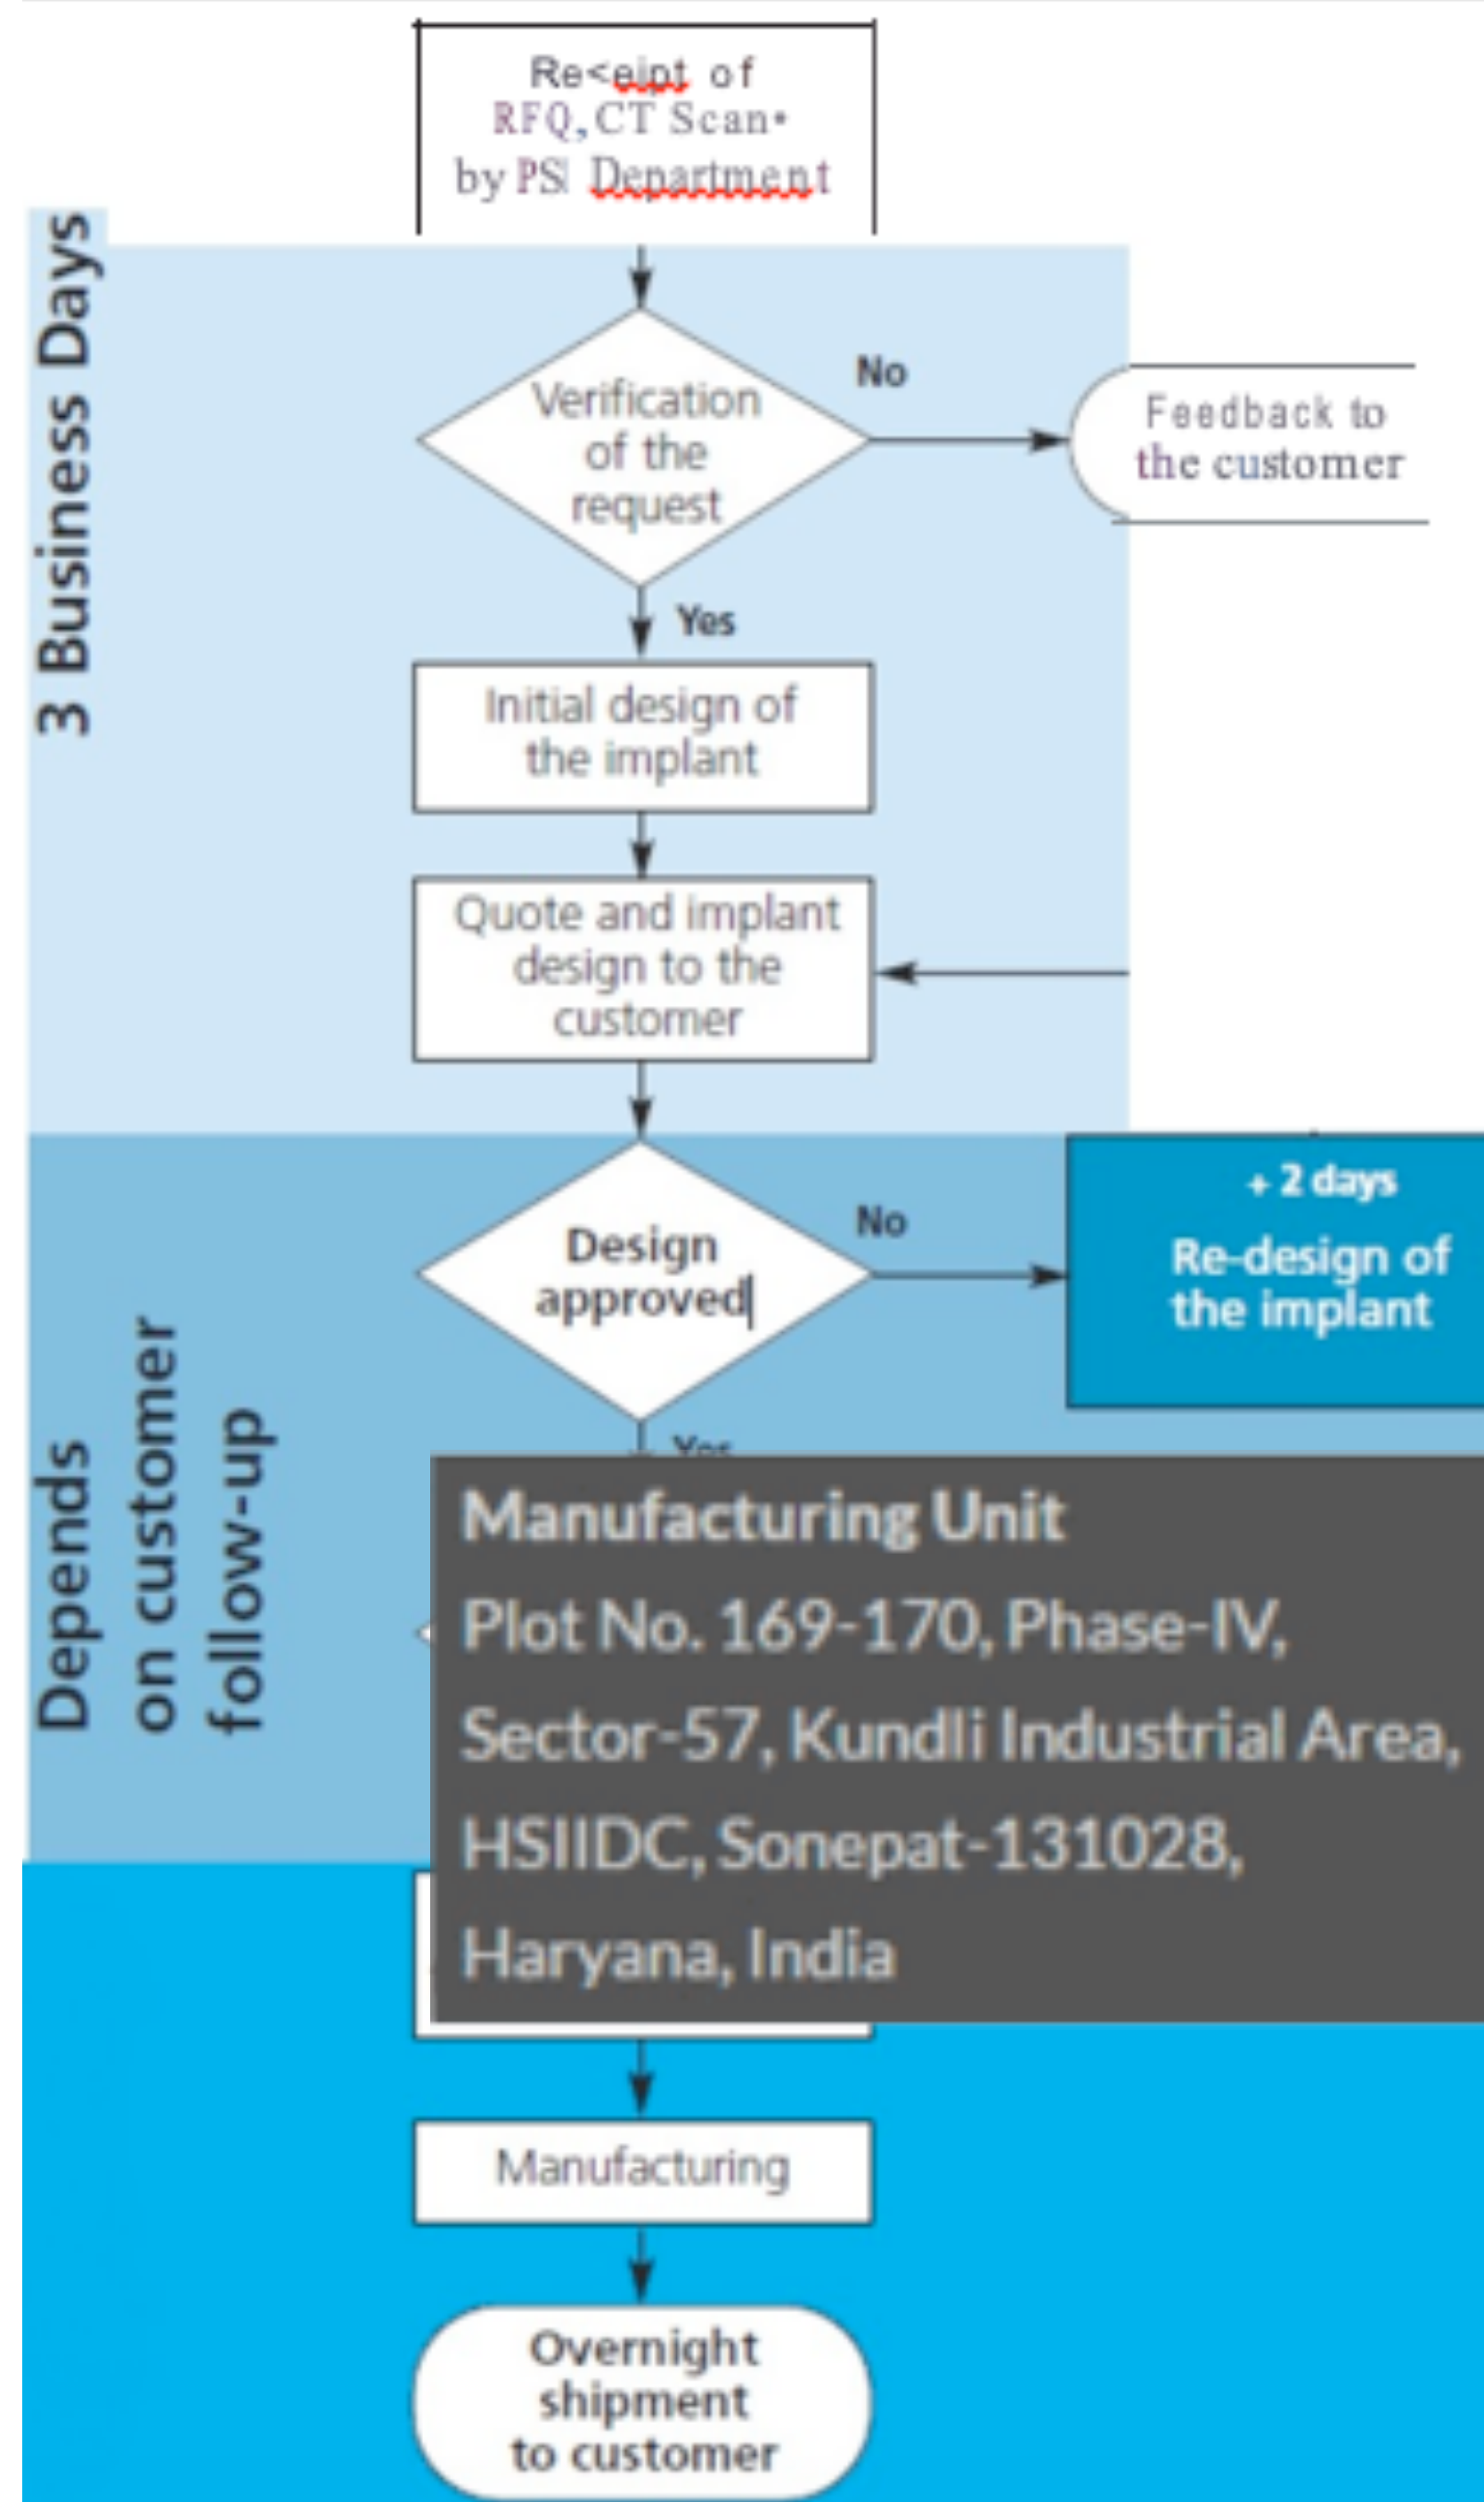 Re<eipt of
RFQ, CT Scan•
by PS Department
3 Business Days
Verification
of the
request
No
Feedback to
the customer
Yes
Initial design of
the implant
Quote and implant
design to the
customer
Design
approved
No
+ 2 days
Re-design of
the implant
Yes
Depends
on customer
follow-up
Manufacturing Unit
Plot No. 169-170, Phase-IV,
Sector-57, Kundli Industrial Area,
HSIIDC, Sonepat-131028,
Haryana, India
Manufacturing
Overnight
shipment
to customer